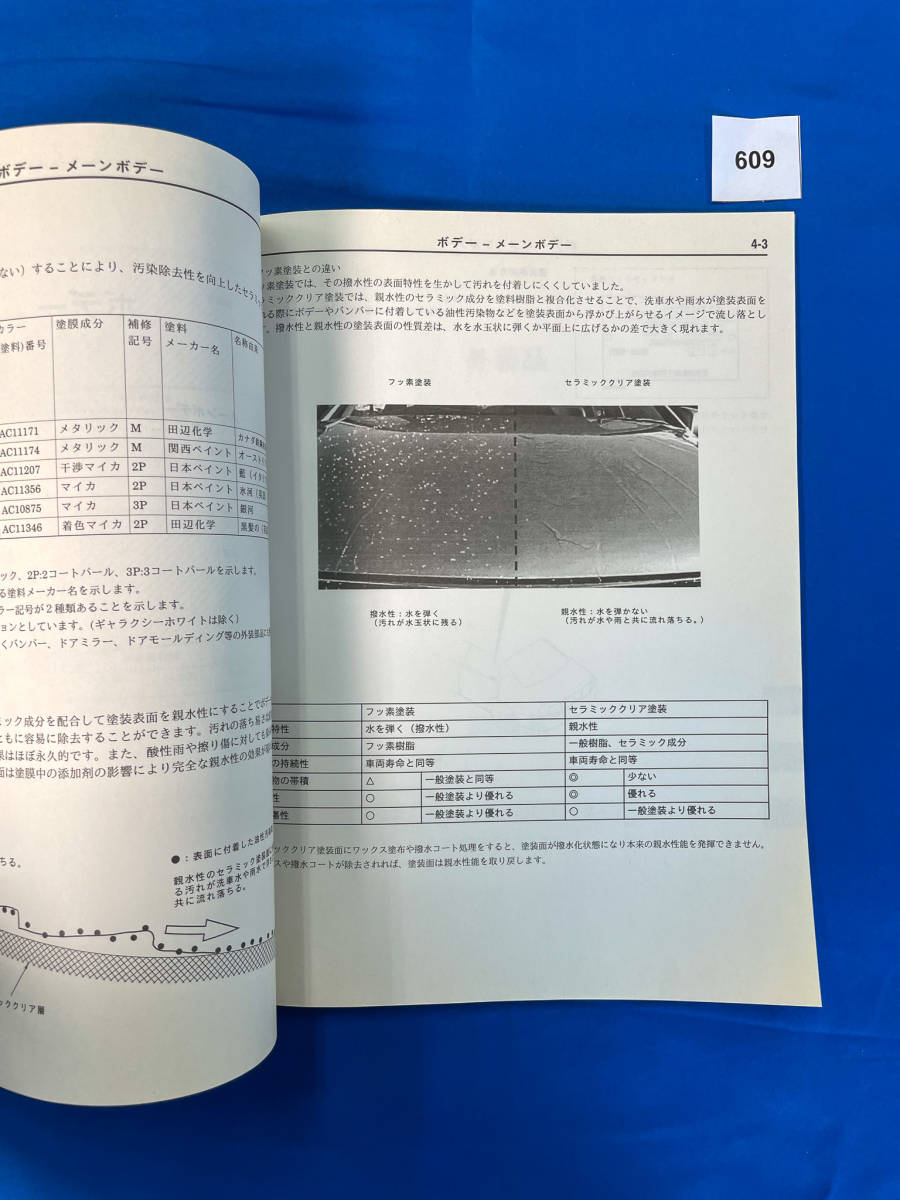 609
ボデー − メーンボデー
ない）することにより、汚染除去性を向上したセラミ
カラー
塗料)番号
塗膜成分
補修
記号
塗料
メーカー名
名称由来
AC11171 メタリック M 田辺化学
AC11174 メタリック M 関西ペイント
AC11207 干渉マイカ 2P 日本ペイント 藍
AC11356 マイカ 2P 日本ペイント 氷河
AC10875 マイカ 3P 日本ペイント 銀河
AC11346 着色マイカ 2P 田辺化学 黒髪の
ック、2P:2コートパール、3P:3コートパールを示します。
る塗料メーカー名を示します。
ラー記号が２種類あることを示します。
ョンとしています。(ギャラクシーホワイトは除く)
くバンパー、ドアミラー、ドアモールディング等の外装部品に
ミック成分を配合して塗装表面を親水性にすることでボデー
ともに容易に除去することができます。汚れの落ち易さ
果はほぼ永久的です。また、酸性雨や擦り傷に対しても
面は塗膜中の添加剤の影響により完全な親水性の効果が
ちる。
●：表面に付着した油性
親水性のセラミック塗装
る汚れが洗車水や雨水で
共に流れ落ちる。
ッククリア層
ボデー − メーンボデー 4-3
フッ素塗装との違い
ッ素塗装では、その撥水性の表面特性を生かして汚れを付着しにくくしていました。
ラミッククリア塗装では、親水性のセラミック成分を塗料樹脂と複合化させることで、洗車水や雨水が塗装表面を
れる際にボデーやバンパーに付着している油性汚染物などを塗装表面から浮かび上がらせるイメージで流し落とし
す。撥水性と親水性の塗装表面の性質差は、水を水玉状に弾くか平面上に広げるかの差で大きく現れます。
フッ素塗装 セラミッククリア塗装
撥水性：水を弾く
（汚れが水玉状に残る）
親水性：水を弾かない
（汚れが水や雨と共に流れ落ちる。）
フッ素塗装 セラミッククリア塗装
特性 水を弾く（撥水性） 親水性
成分 フッ素樹脂 一般樹脂、セラミック成分
の持続性 車両寿命と同等 車両寿命と同等
物の帯積 △ 一般塗装と同等 ◎ 少ない
性 ○ 一般塗装より優れる ◎ 優れる
傷性 ○ 一般塗装より優れる ○ 一般塗装より優れる
ッククリア塗装面にワックス塗布や撥水コート処理をすると、塗装面が撥水化状態になり本来の親水性能を発揮できません。
スや撥水コートが除去されれば、塗装面は親水性能を取り戻します。